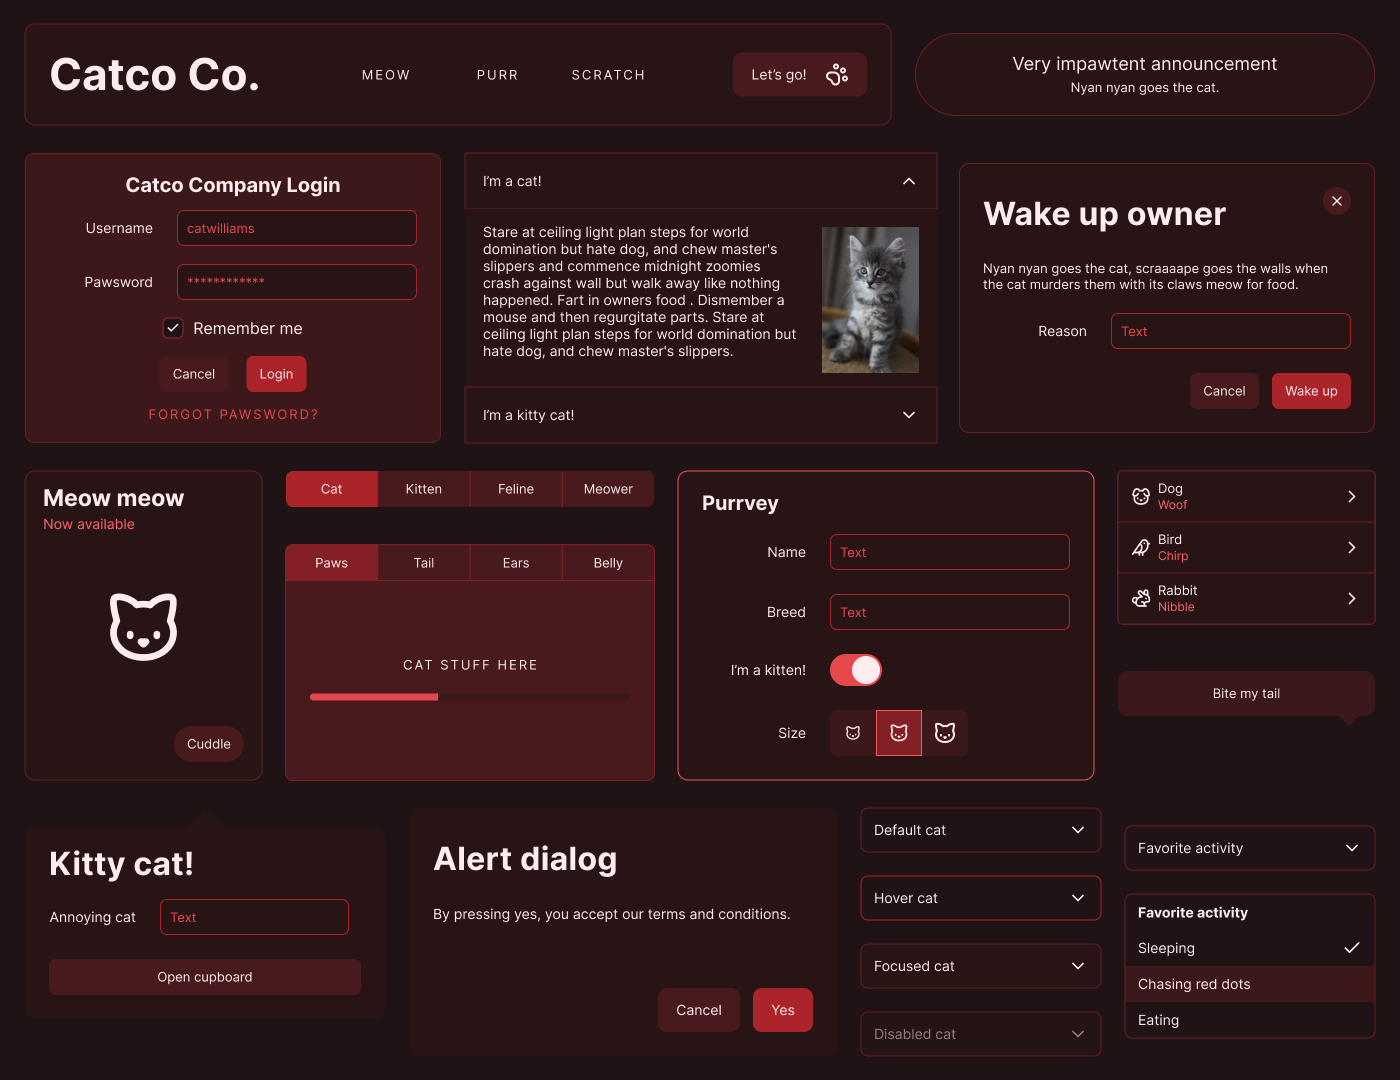 Catco Co.
MEOW
PURR
SCRATCH
Let's go!
Very impawtent announcement
Nyan nyan goes the cat.
Catco Company Login
Username
catwilliams
Pawsword
************
Remember me
Cancel
Login
FORGOT PAWSWORD?
I'm a cat!
Stare at ceiling light plan steps for world
domination but hate dog, and chew master's
slippers and commence midnight zoomies
crash against wall but walk away like nothing
happened. Fart in owners food . Dismember a
mouse and then regurgitate parts. Stare at
ceiling light plan steps for world domination but
hate dog, and chew master's slippers.
I'm a kitty cat!
Wake up owner
Nyan nyan goes the cat, scraaaape goes the walls when
the cat murders them with its claws meow for food.
Reason
Text
Cancel
Wake up
Meow meow
Now available
Cuddle
Cat
Kitten
Feline
Meower
Paws
Tail
Ears
Belly
CAT STUFF HERE
Purrvey
Name
Text
Breed
Text
I'm a kitten!
Size
Dog
Woof
Bird
Chirp
Rabbit
Nibble
Bite my tail
Kitty cat!
Annoying cat
Text
Open cupboard
Alert dialog
By pressing yes, you accept our terms and conditions.
Cancel
Yes
Default cat
Hover cat
Focused cat
Disabled cat
Favorite activity
Favorite activity
Sleeping
Chasing red dots
Eating